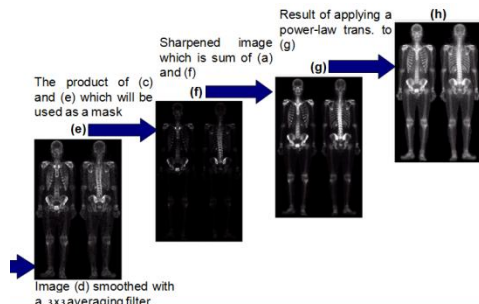 Result of applying a
power-law trans. to
(g)
(h)
Sharpened image
which is sum of (a)
and (f)
(g)
The product of (c)
and (e) which will be
used as a mask
(f)
(e)
Image (d) smoothed with
a 3X3 averaging filter